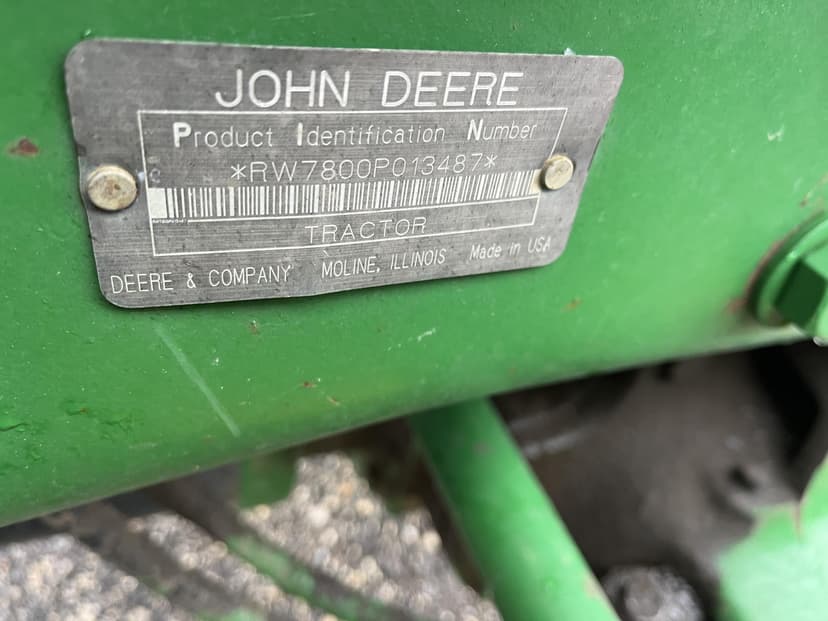 JOHN DEERE
Product Identification Number
*RW7800P013487*
TRACTOR
DEERE & COMPANY MOLINE, ILLINOIS Made in USA